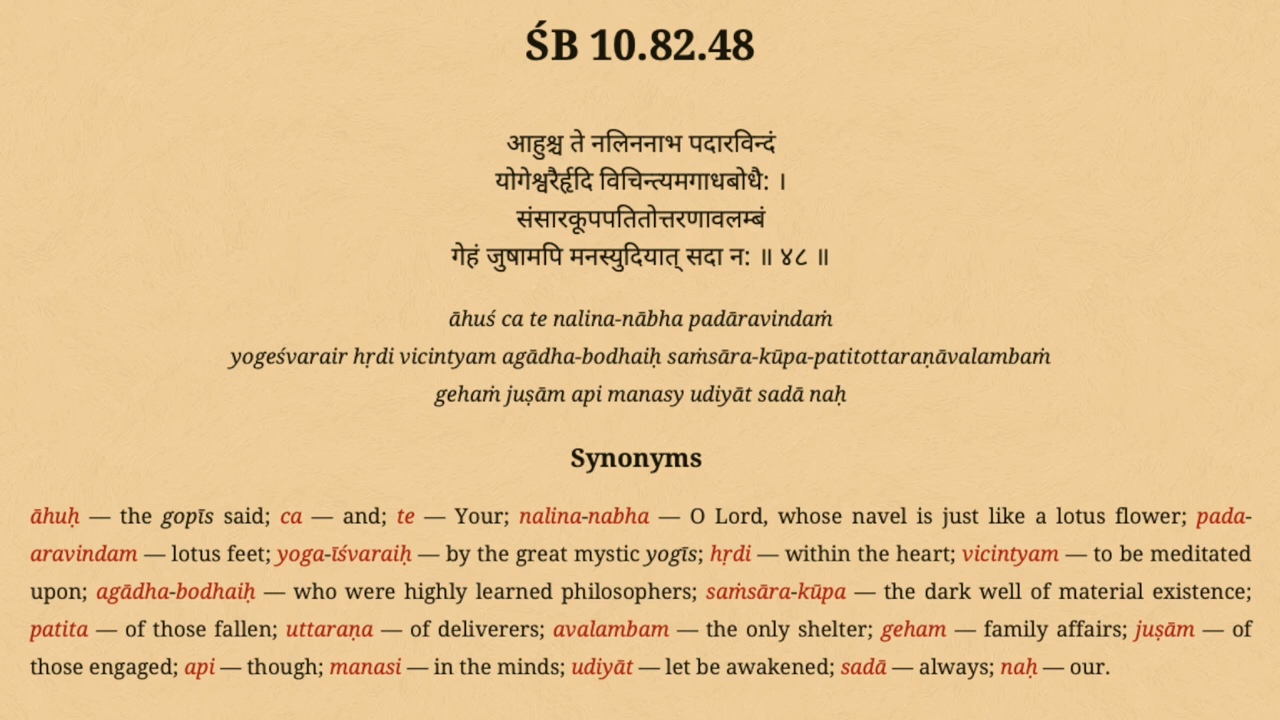 ŚB 10.82.48
आहुश्च ते नलिननाभ पदारविन्दं
योगेश्वरैर्हृदि विचिन्त्यमगाधबोधै: ।
संसारकूपपतितोत्तरणावलम्बं
गेहं जुषामपि मनस्युदियात् सदा न: ॥ ४८ ॥
āhuś ca te nalina-nābha padāravindaṁ
yogeśvarair hṛdi vicintyam agādha-bodhaiḥ saṁsāra-kūpa-patitottaraṇāvalambaṁ
gehaṁ juṣām api manasy udiyāt sadā naḥ
Synonyms
āhuḥ — the gopīs said; ca — and; te — Your; nalina-nabha — O Lord, whose navel is just like a lotus flower; pada-
aravindam — lotus feet; yoga-īśvaraiḥ — by the great mystic yogīs; hṛdi — within the heart; vicintyam — to be meditated
upon; agādha-bodhaiḥ — who were highly learned philosophers; saṁsāra-kūpa — the dark well of material existence;
patita — of those fallen; uttaraṇa — of deliverers; avalambam — the only shelter; geham — family affairs; juṣām — of
those engaged; api — though; manasi — in the minds; udiyāt — let be awakened; sadā — always; naḥ — our.